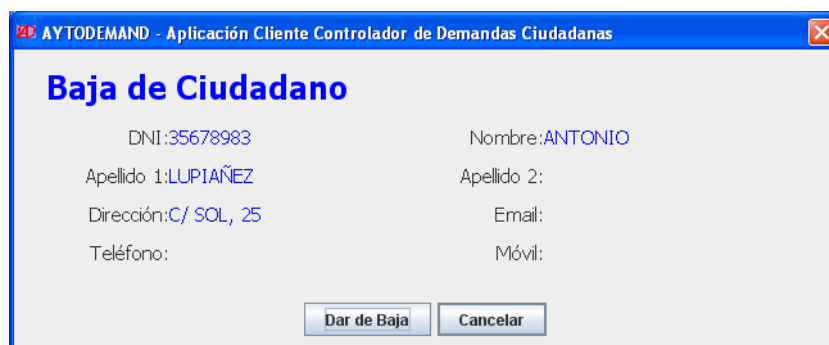 AYTODEMAND - Aplicación Cliente Controlador de Demandas Ciudadanas
Baja de Ciudadano
DNI:35678983 Nombre:ANTONIO
Apellido 1:LUPIAÑEZ Apellido 2:
Dirección:C/ SOL, 25 Email:
Teléfono: Móvil:
Dar de Baja Cancelar